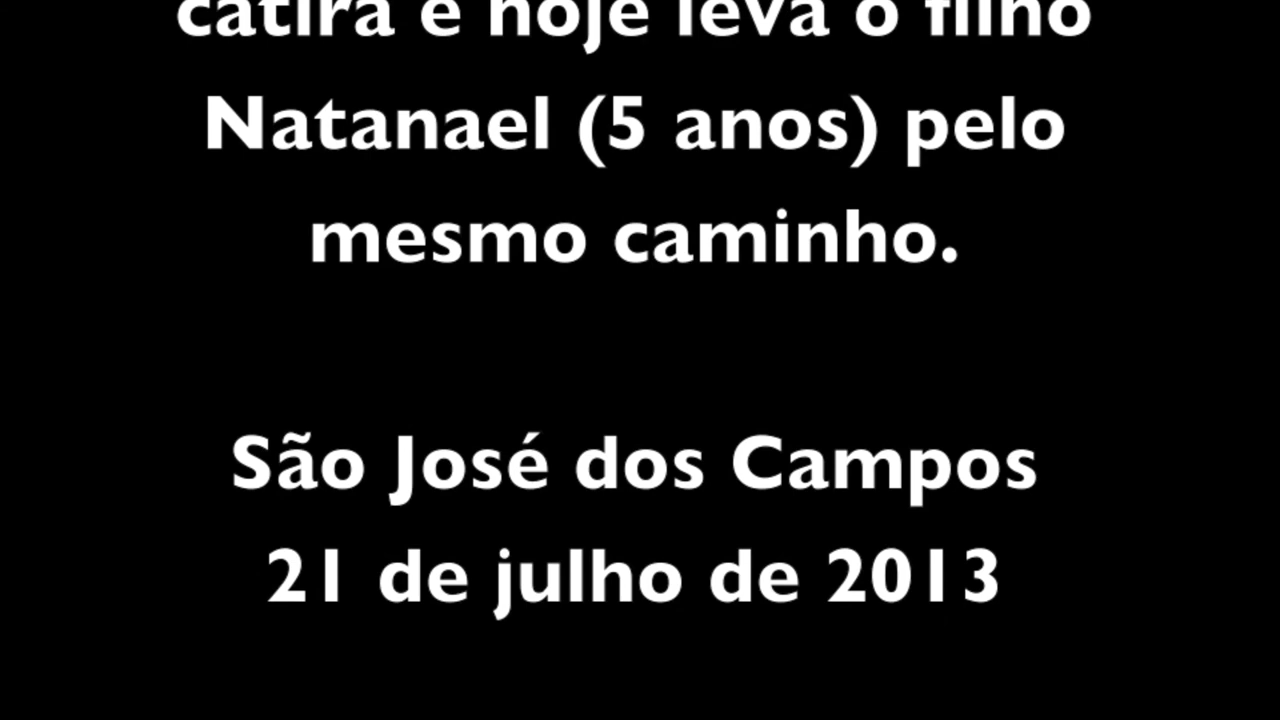 catira e hoje leva o filho
Natanael (5 anos) pelo
mesmo caminho.
São José dos Campos
21 de julho de 2013